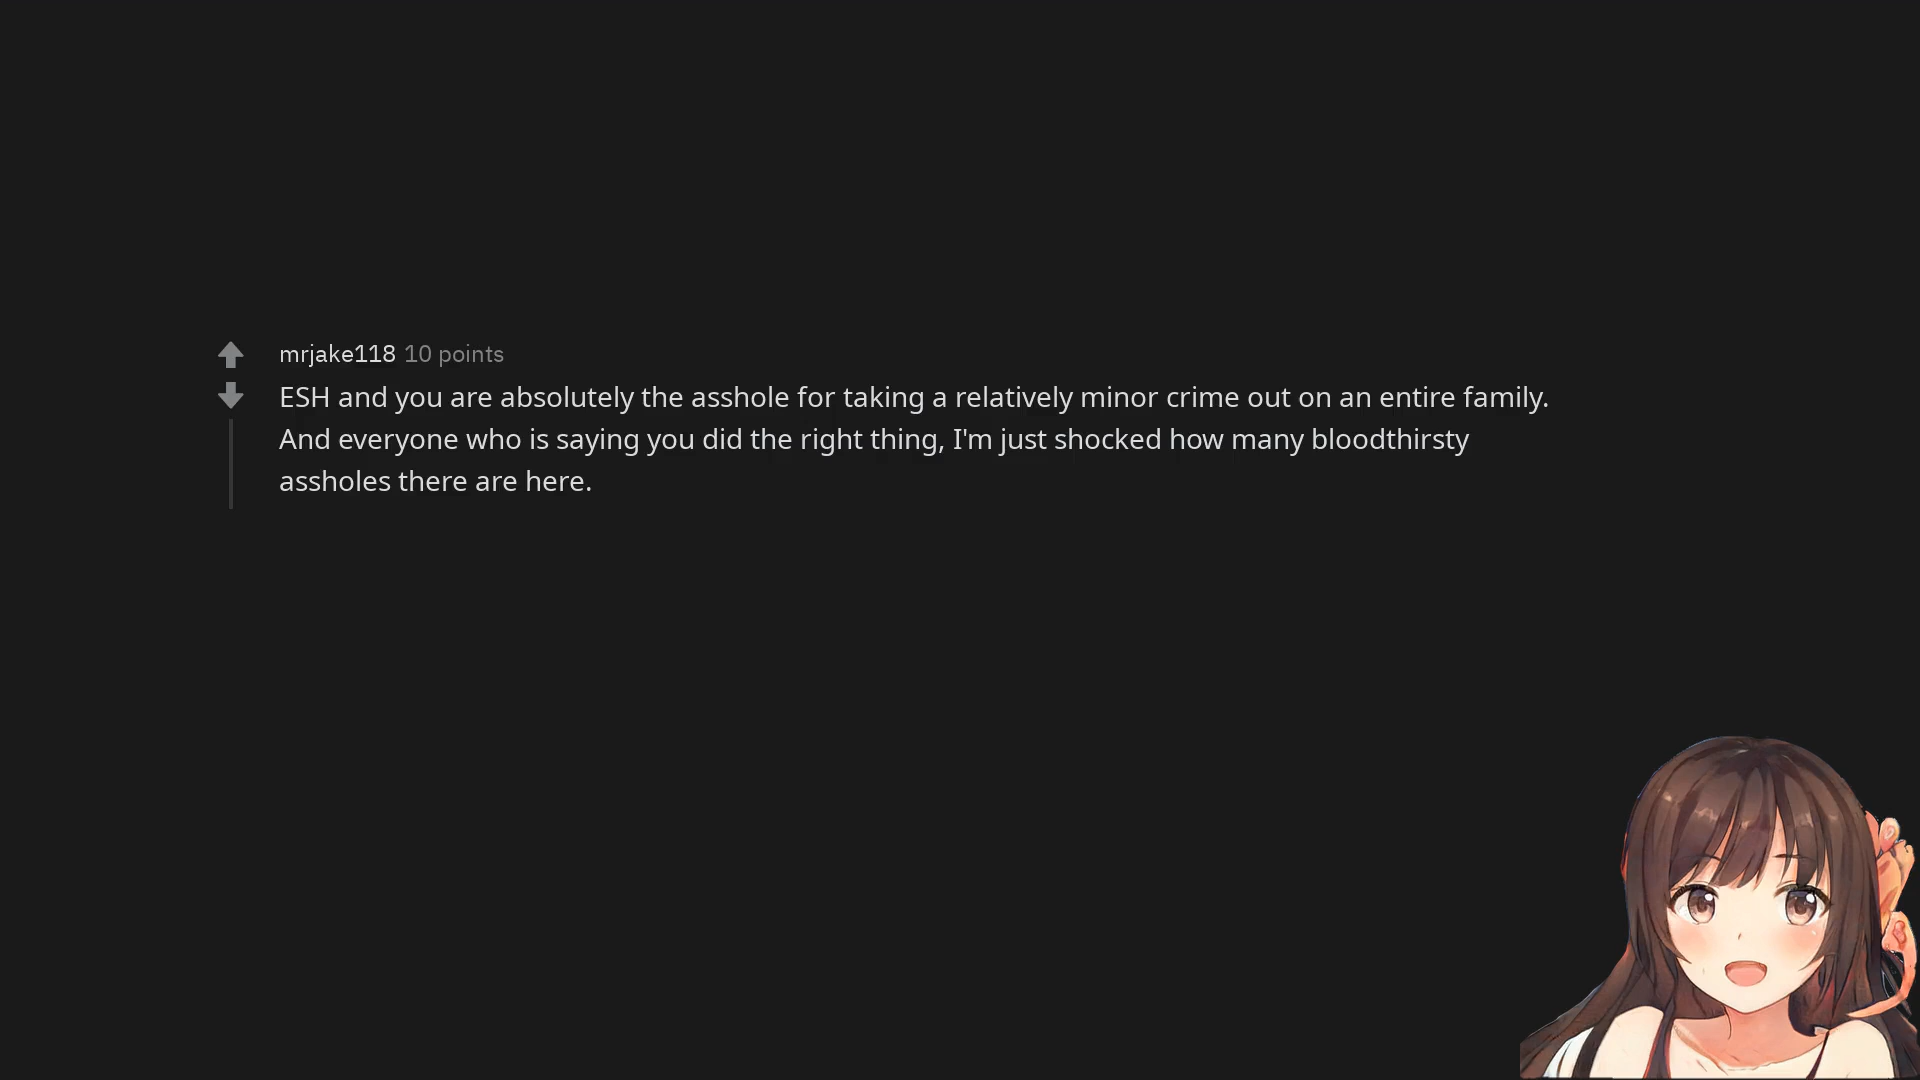 mrjake118 10 points
ESH and you are absolutely the asshole for taking a relatively minor crime out on an entire family.
And everyone who is saying you did the right thing, I'm just shocked how many bloodthirsty
assholes there are here.